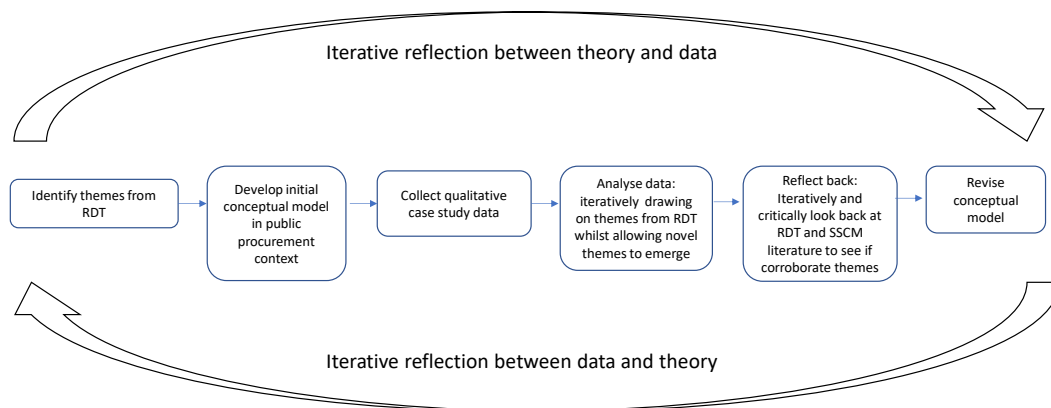 Iterative reflection between theory and data
Identify themes from
RDT
Develop initial
conceptual model
in public
procurement
context
Collect qualitative
case study data
Analyse data:
iteratively drawing
on themes from RDT
whilst allowing novel
themes to emerge
Reflect back:
Iteratively and
critically look back at
RDT and SSCM
literature to see if
corroborate themes
Revise
conceptual
model
Iterative reflection between data and theory